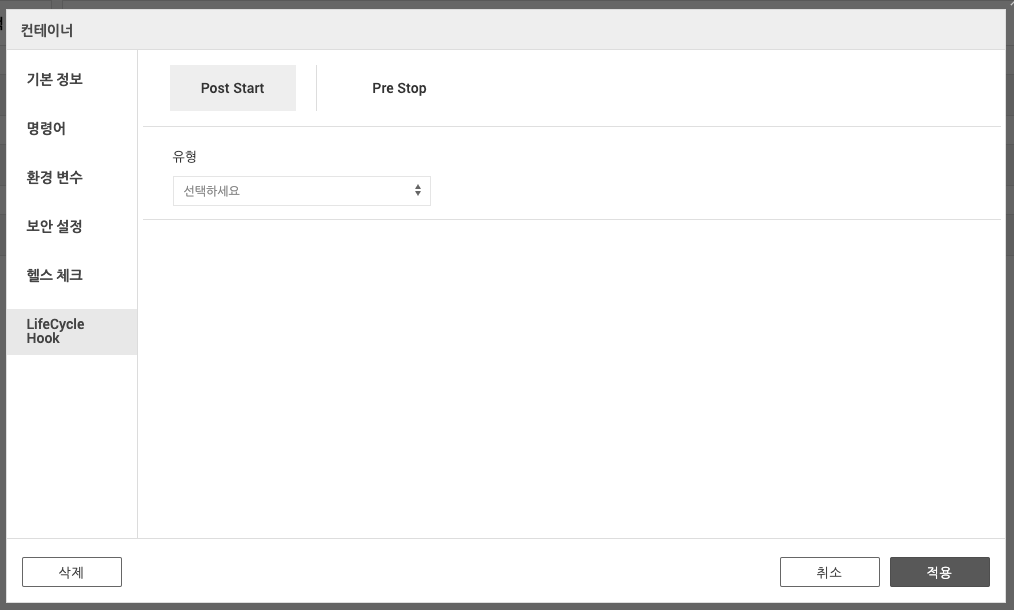 컨테이너
기본 정보
명령어
환경 변수
보안 설정
헬스 체크
LifeCycle
Hook
Post Start
Pre Stop
유형
선택하세요
삭제
취소
적용